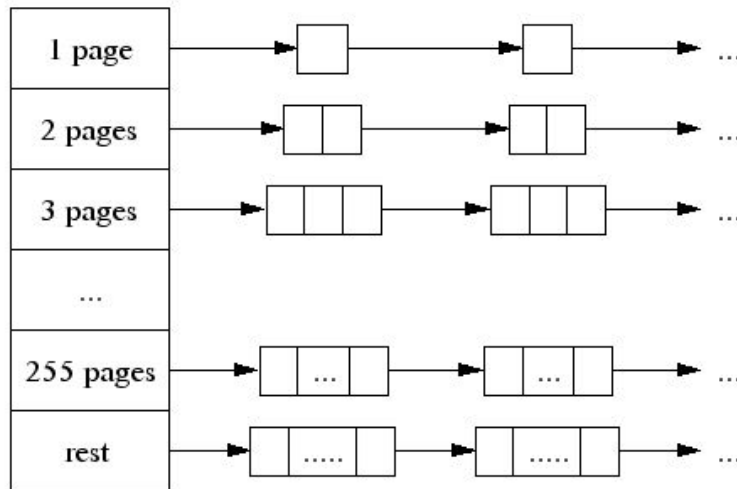 1 page ...
2 pages ...
3 pages ...
...
255 pages ... ... ...
rest ..... ..... ...